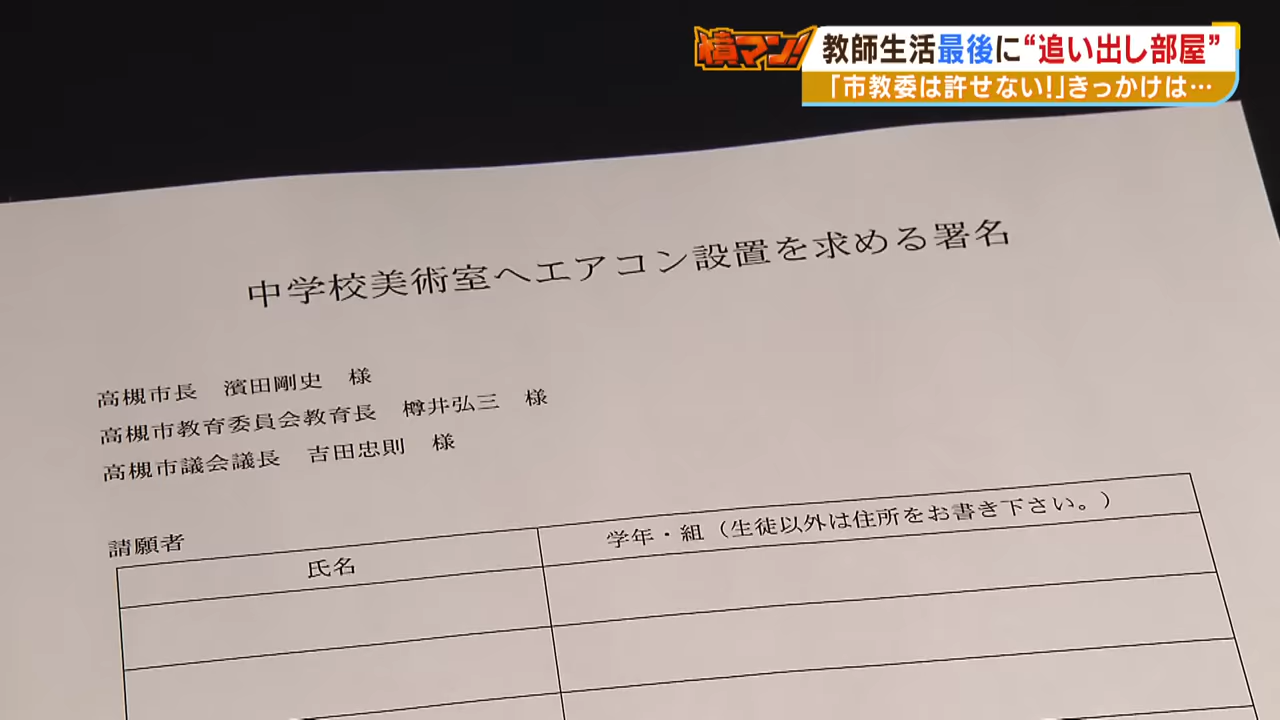 憤マン!
教師生活最後に“追い出し部屋”
「市教委は許せない!」きっかけは…
中学校美術室へエアコン設置を求める署名
高槻市長 濱田剛史 様
高槻市教育委員会教育長 樽井弘三 様
高槻市議会議長 吉田忠則 様
請願者
氏名 学年・組（生徒以外は住所をお書き下さい。）